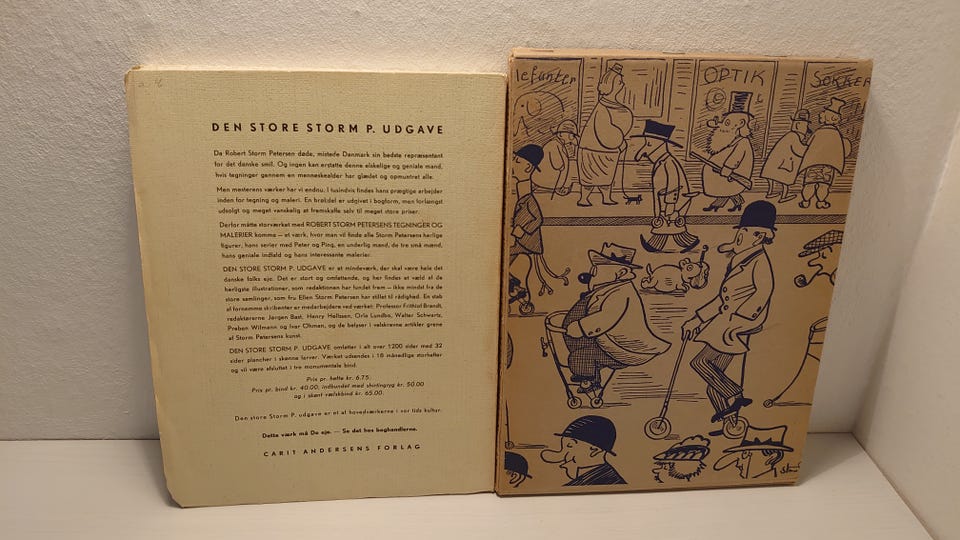 DEN STORE STORM P. UDGAVE
Da Robert Storm Petersen døde, mistede Danmark sin bedste repræsentant
for det danske smil. Og ingen kan erstatte denne elskelige og geniale mand,
hvis tegninger gennem en menneskealder har glædet og opmuntret alle.
Men mesterens værker har vi endnu. I tusindvis findes hans prægtige arbejder
inden for tegning og maleri. En brøkdel er udgivet i bogform, men forlængst
udsolgt og meget vanskelig at fremskaffe selv til meget store priser.
Derfor måtte storværket med ROBERT STORM PETERSENS TEGNINGER OG
MALERIER komme — et værk, hvor man vil finde alle Storm Petersens herlige
figurer, hans serier med Peter og Ping, en underlig mand, de tre små mænd,
hans geniale indfald og hans interessante malerier.
DEN STORE STORM P. UDGAVE er et mindeværk, der skal være hele det
danske folks eje. Det er stort og omfattende, og her findes et væld af de
herligste illustrationer, som redaktionen har fundet frem — ikke mindst fra de
store samlinger, som fru Ellen Storm Petersen har stillet til rådighed. En stab
af fornemme skribenter er medarbejdere ved værket: Professor Frithiof Brandt,
redaktørerne Jørgen Bast, Henry Hellssen, Orla Lundbo, Walter Schwartz,
Preben Wilmann og Ivar Okman, og de belyser i velskrevne artikler grene
af Storm Petersens kunst.
DEN STORE STORM P. UDGAVE omfatter i alt over 1200 sider med 32
sider plancher i skønne farver. Værket udsendes i 18 månedlige storhefter
og vil være afsluttet i tre monumentale bind.
Pris pr. hefte kr. 6.75.
Pris pr. bind kr. 40.00, indbundet med shirtingryg kr. 50.00
og i skønt vælskbind kr. 65.00.
Den store Storm P. udgave er et af hovedværkerne i vor tids kultur.
Dette værk må De eje. — Se det hos boghandlerne.
CARIT ANDERSENS FORLAG
lefanter
OPTIK
SOKKER